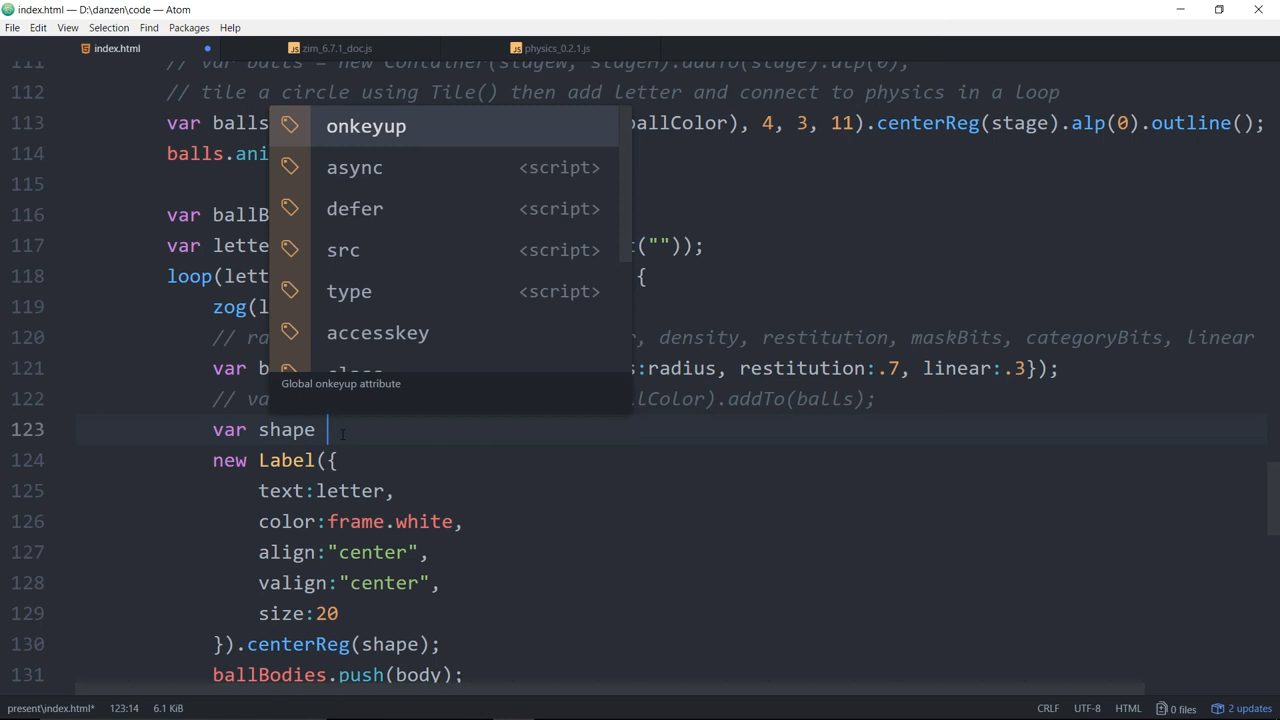 index.html — D:\danzen\code — Atom
File Edit View Selection Find Packages Help
index.html zim_6.7.1_doc.js physics_0.2.1.js
111 // var balls = new Container(stageW, stageH).addTo(stage).alp(0);
112 // tile a circle using Tile() then add letter and connect to physics in a loop
113 var balls allColor), 4, 3, 11).centerReg(stage).alp(0).outline();
114 balls.ani
115
116 var ballB
117 var lette t(""));
118 loop(lett {
119 zog(l
120 // ra r, density, restitution, maskBits, categoryBits, linear
121 var b s:radius, restitution:.7, linear:.3});
122 // va lColor).addTo(balls);
123 var shape
124 new Label({
125 text:letter,
126 color:frame.white,
127 align:"center",
128 valign:"center",
129 size:20
130 }).centerReg(shape);
131 ballBodies.push(body);
onkeyup
async <script>
defer <script>
src <script>
type <script>
accesskey
class
Global onkeyup attribute
present\index.html* 123:14 6.1 KiB CRLF UTF-8 HTML 0 files 2 updates